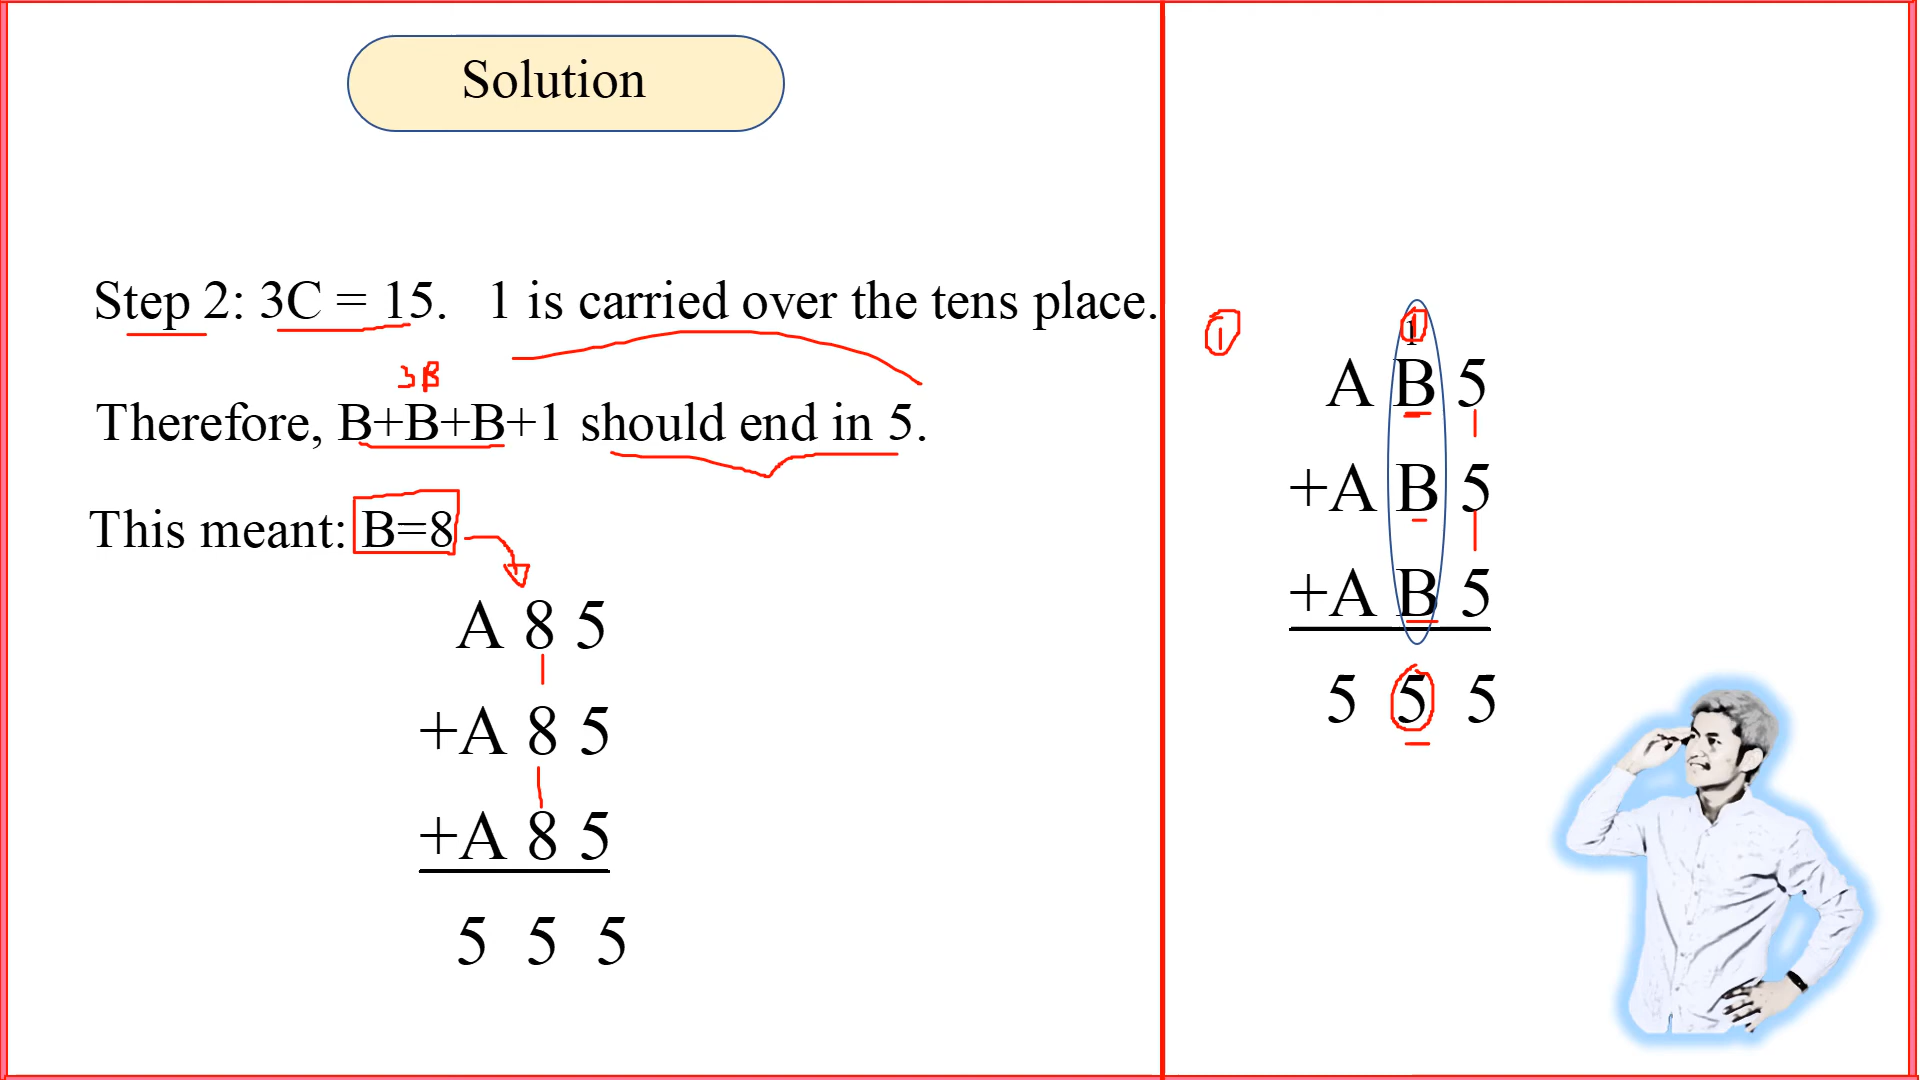 Solution
Step 2: 3C = 15. 1 is carried over the tens place.
3B
Therefore, B+B+B+1 should end in 5.
This meant: B=8
A 8 5
+A 8 5
+A 8 5
5 5 5
1
1
A B 5
+A B 5
+A B 5
5 5 5